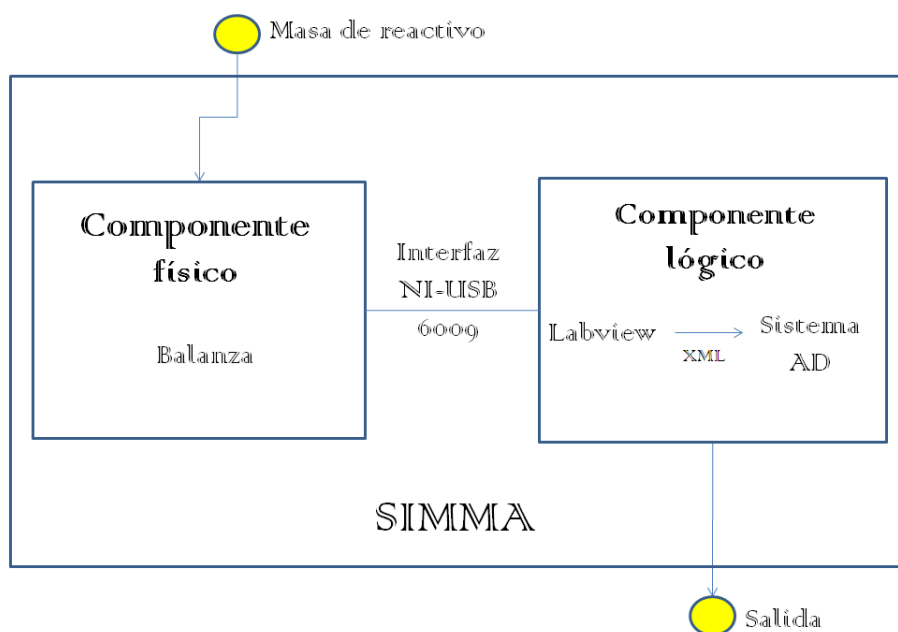 Masa de reactivo
Componente
físico
Balanza
Interfaz
NI-USB
6009
Componente
lógico
Labview
XML
Sistema
AD
SIMMA
Salida